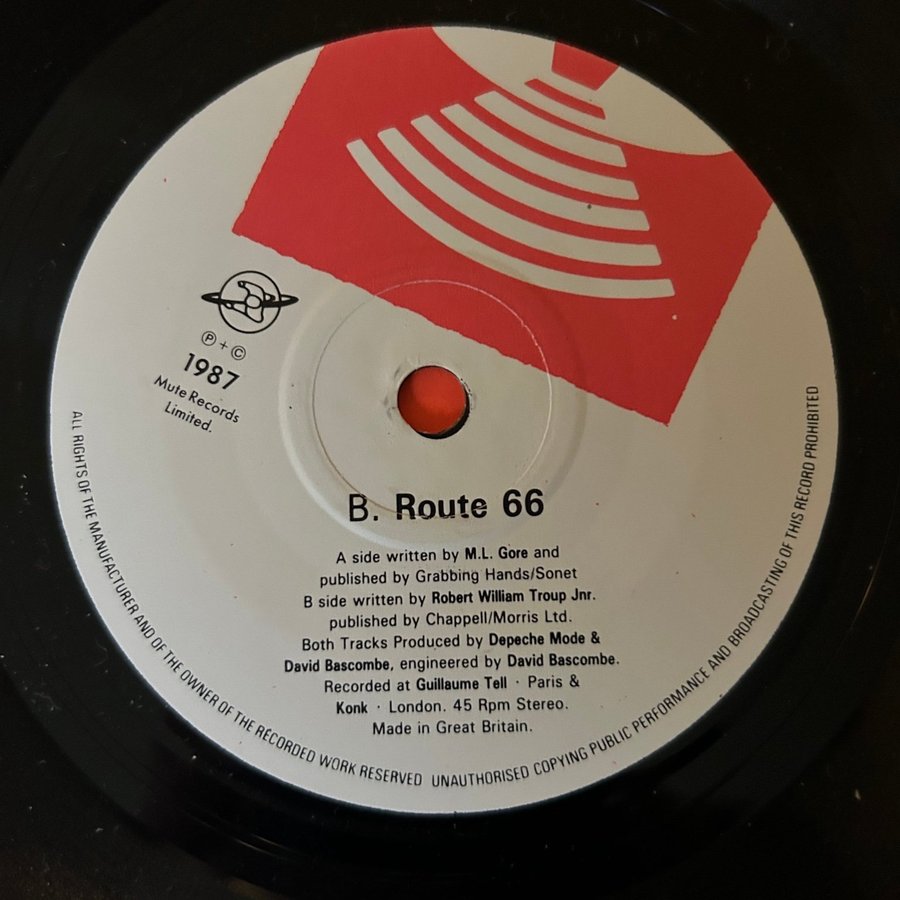 Ⓟ + ©
1987
Mute Records
Limited.
B. Route 66
A side written by M.L. Gore and
published by Grabbing Hands/Sonet
B side written by Robert William Troup Jnr.
published by Chappell/Morris Ltd.
Both Tracks Produced by Depeche Mode &
David Bascombe, engineered by David Bascombe.
Recorded at Guillaume Tell · Paris &
Konk · London. 45 Rpm Stereo.
Made in Great Britain.
ALL RIGHTS OF THE MANUFACTURER AND OF THE OWNER OF THE RECORDED WORK RESERVED UNAUTHORISED COPYING PUBLIC PERFORMANCE AND BROADCASTING OF THIS RECORD PROHIBITED